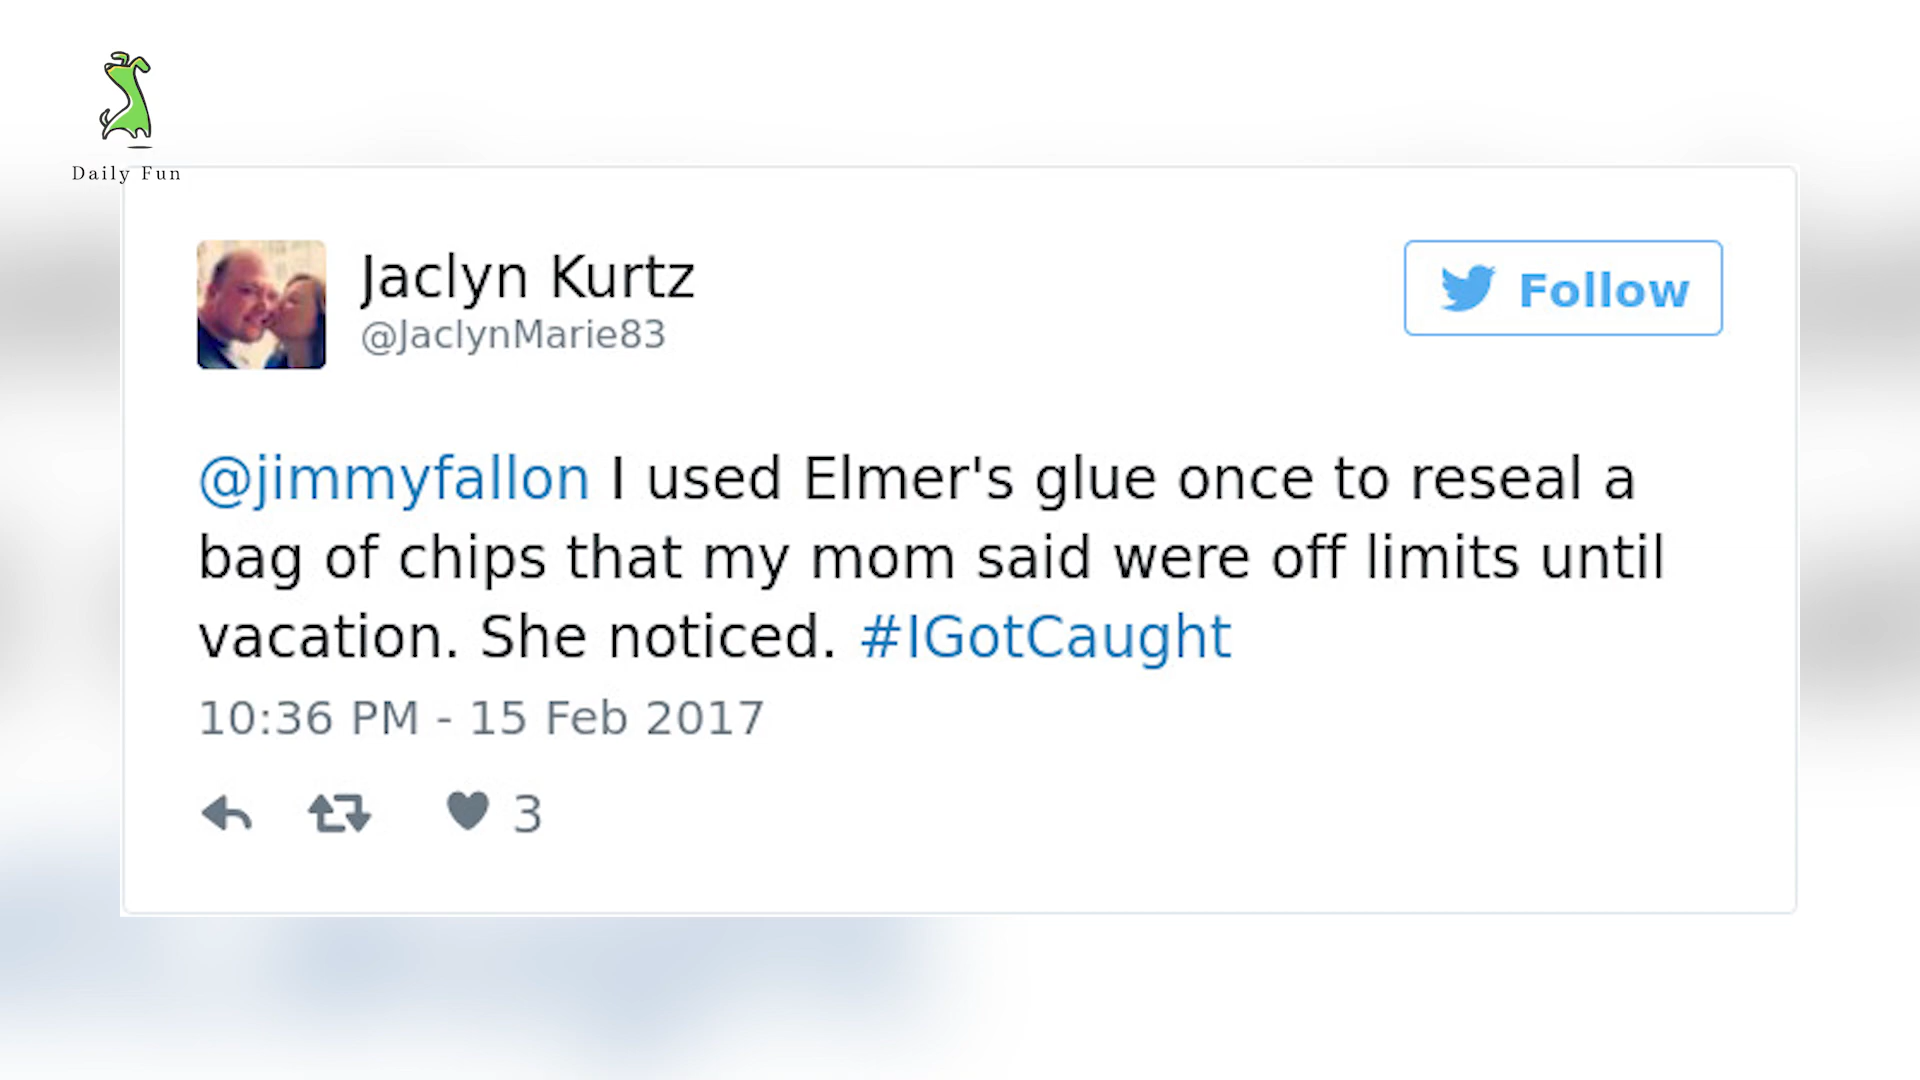 Daily Fun
Jaclyn Kurtz
@JaclynMarie83
Follow
@jimmyfallon I used Elmer's glue once to reseal a
bag of chips that my mom said were off limits until
vacation. She noticed. #IGotCaught
10:36 PM - 15 Feb 2017
3